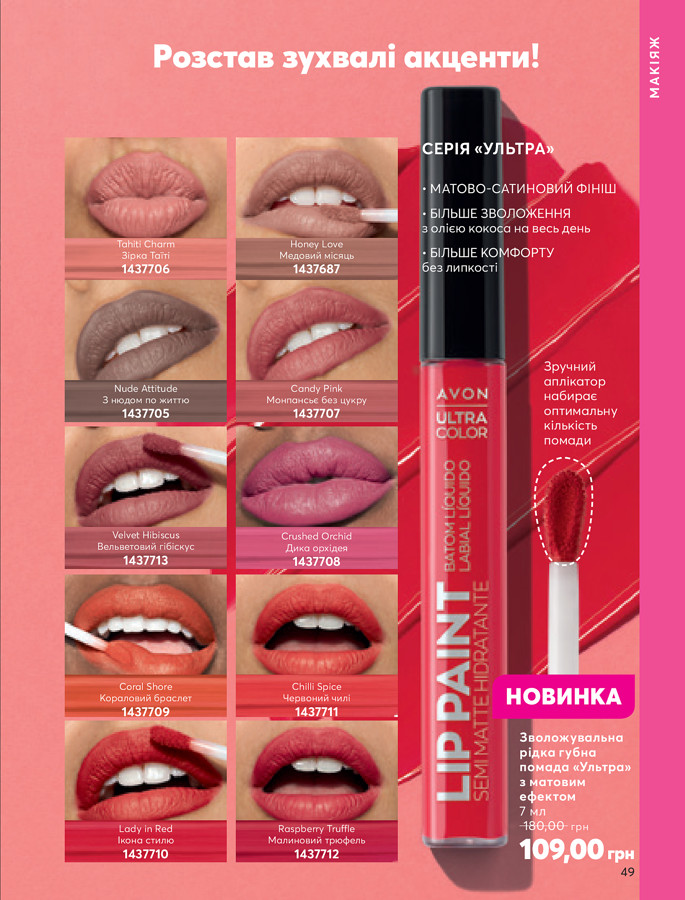 МАКІЯЖ
Розстав зухвалі акценти!
СЕРІЯ «УЛЬТРА»
• МАТОВО-САТИНОВИЙ ФІНІШ
• БІЛЬШЕ ЗВОЛОЖЕННЯ
з олією кокоса на весь день
• БІЛЬШЕ КОМФОРТУ
без липкості
Tahiti Charm
Зірка Таїті
1437706
Honey Love
Медовий місяць
1437687
Nude Attitude
З нюдом по життю
1437705
Candy Pink
Монпансьє без цукру
1437707
Velvet Hibiscus
Вельветовий гібіскус
1437713
Crushed Orchid
Дика орхідея
1437708
Coral Shore
Кораловий браслет
1437709
Chilli Spice
Червоний чилі
1437711
Lady in Red
Ікона стилю
1437710
Raspberry Truffle
Малиновий трюфель
1437712
AVON
ULTRA
COLOR
LIP PAINT
BATOM LÍQUIDO
LABIAL LÍQUIDO
SEMI MATTE HIDRATANTE
Зручний
аплікатор
набирає
оптимальну
кількість
помади
НОВИНКА
Зволожувальна
рідка губна
помада «Ультра»
з матовим
ефектом
7 мл
180,00 грн
109,00 грн
49